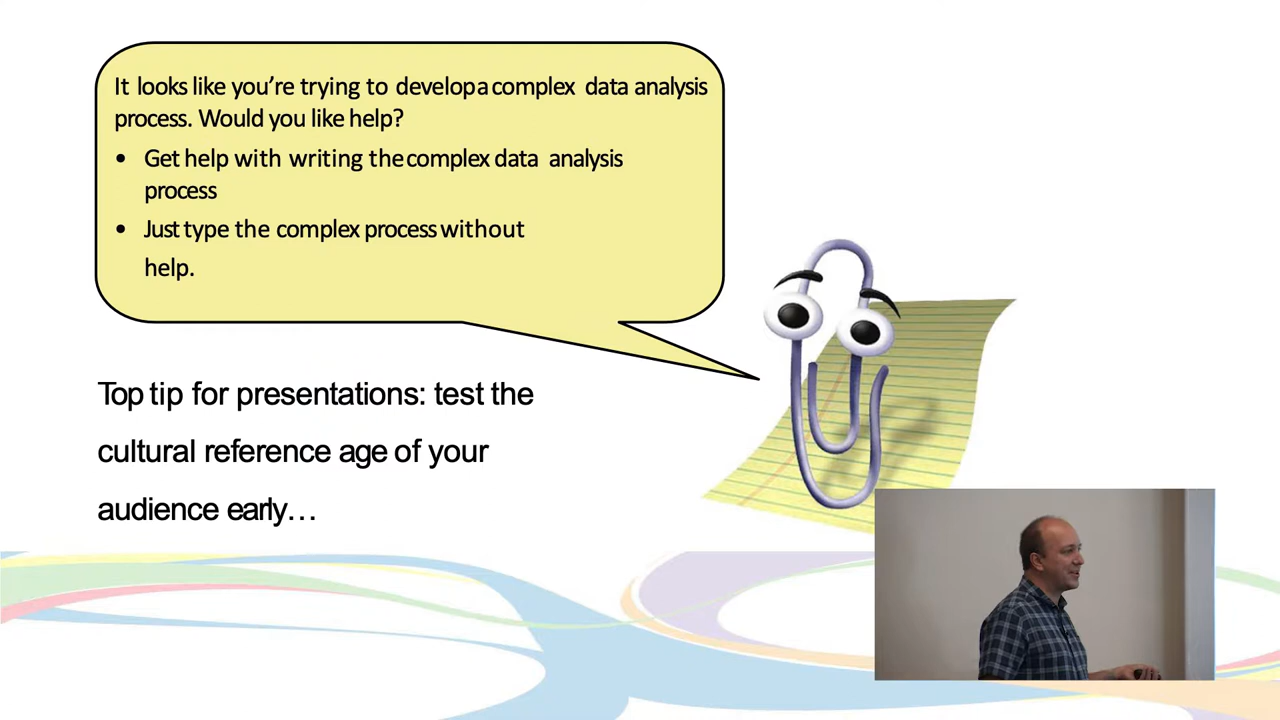 It looks like you’re trying to develop a complex data analysis
process. Would you like help?
• Get help with writing the complex data analysis
process
• Just type the complex process without
help.
Top tip for presentations: test the
cultural reference age of your
audience early…